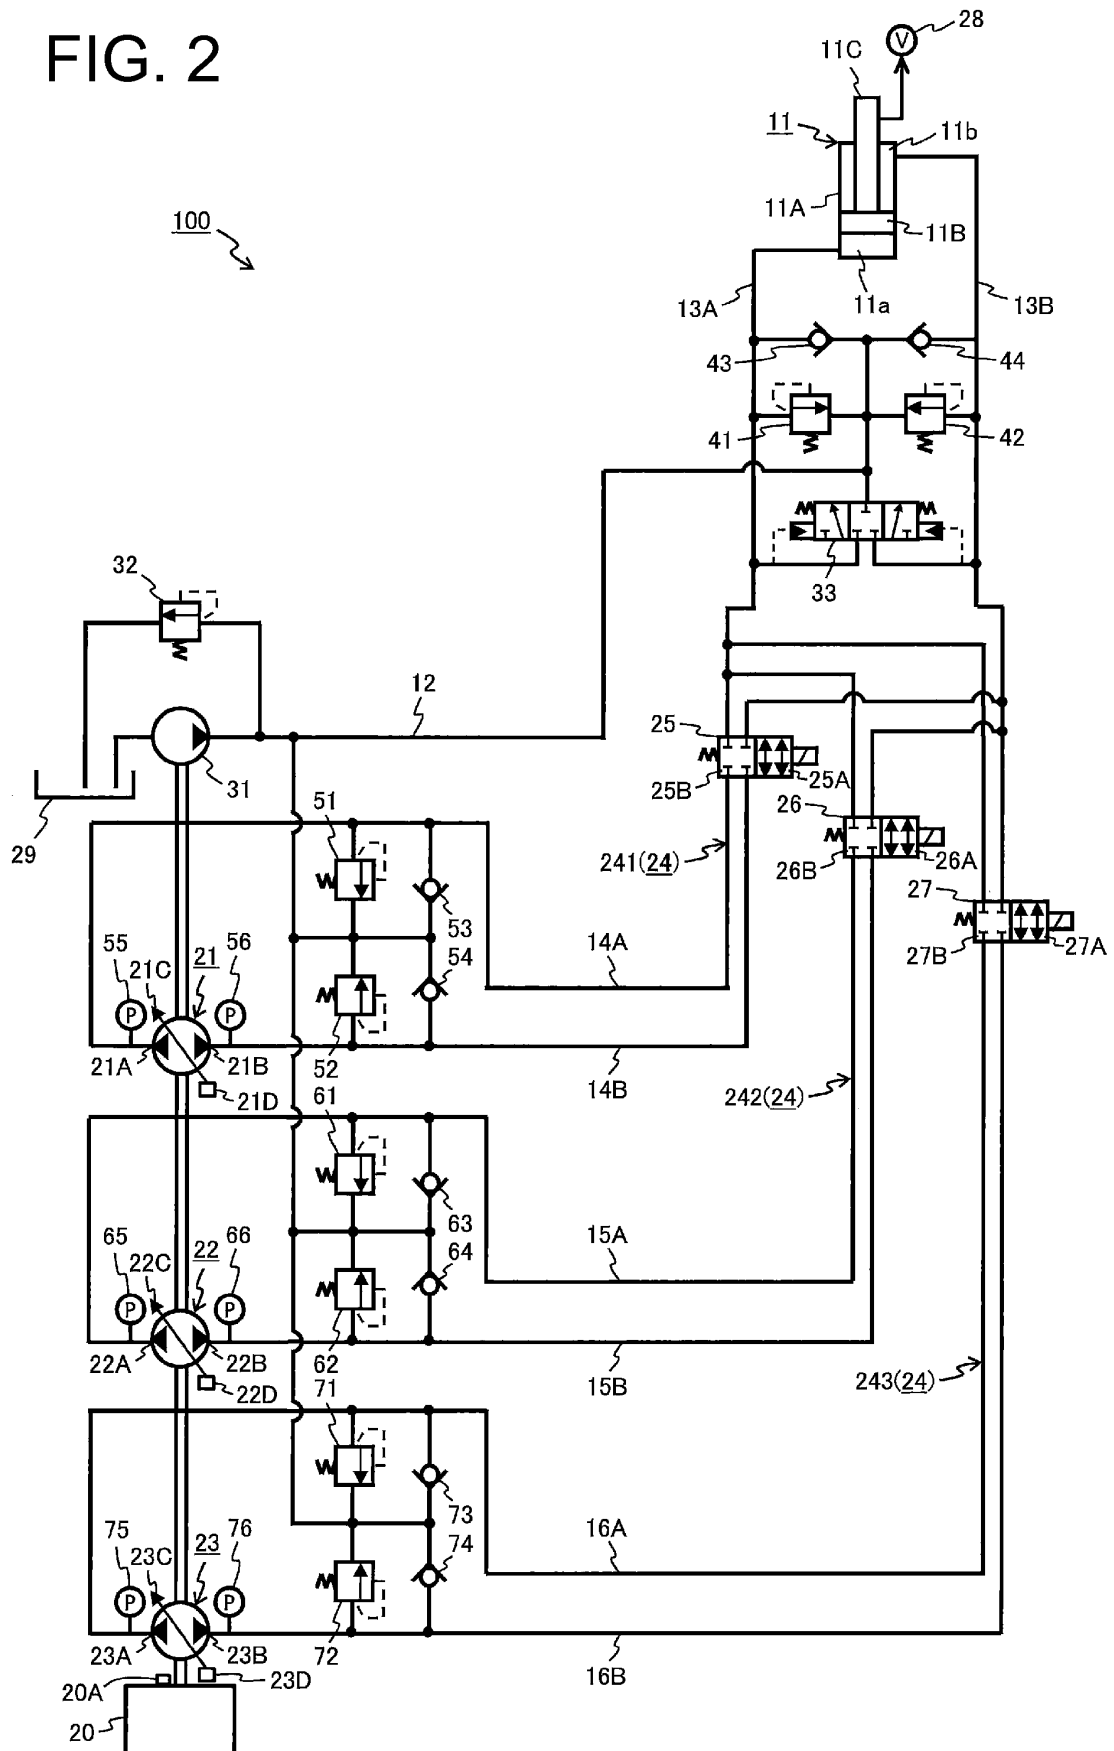 FIG. 2
28
V
11C
11
11b
11A
11B
100
11a
13A
13B
43
44
41
42
33
32
12
25
31
25B
25A
26
51
29
241(24)
26B
26A
27
53
55
56
54
14A
27B
27A
21C
21
P
P
21A
21B
52
14B
21D
242(24)
61
63
65
66
64
15A
22C
22
P
P
22A
22B
62
15B
243(24)
22D
71
73
75
76
74
16A
23C
23
P
P
23A
23B
72
16B
20A
23D
20